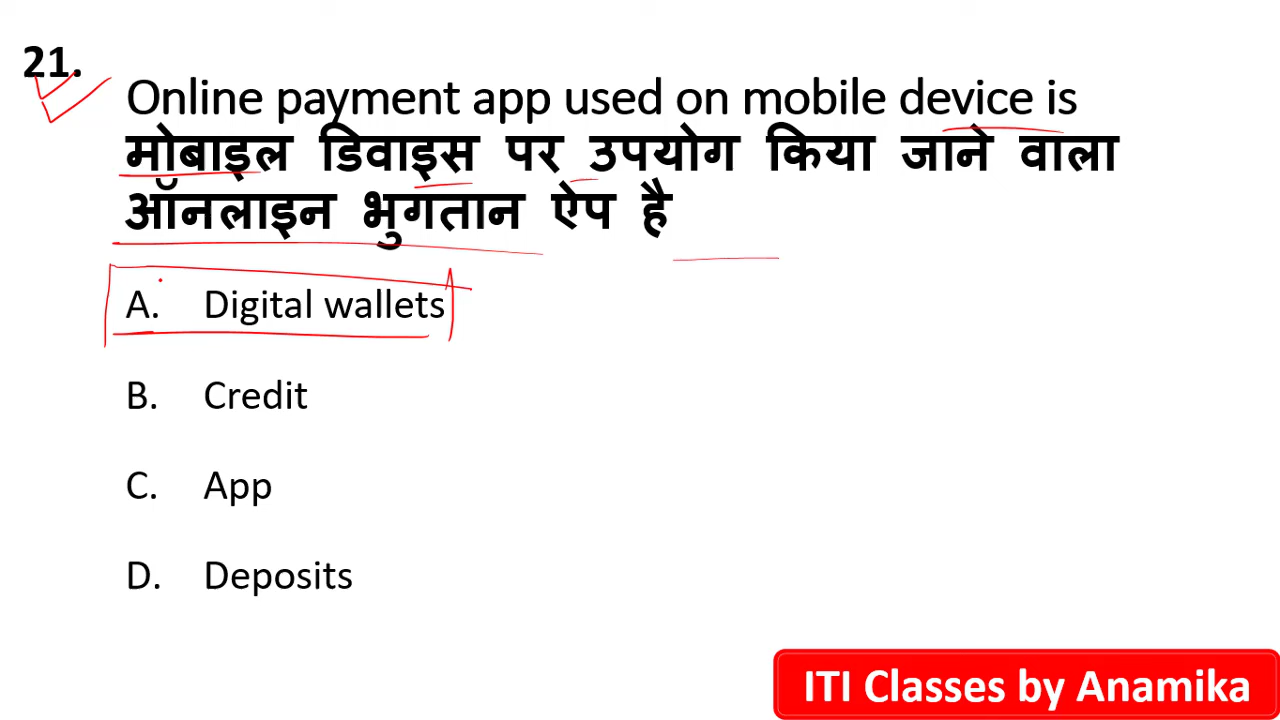 21.
Online payment app used on mobile device is
मोबाइल डिवाइस पर उपयोग किया जाने वाला
ऑनलाइन भुगतान ऐप है
A. Digital wallets
B. Credit
C. App
D. Deposits
ITI Classes by Anamika